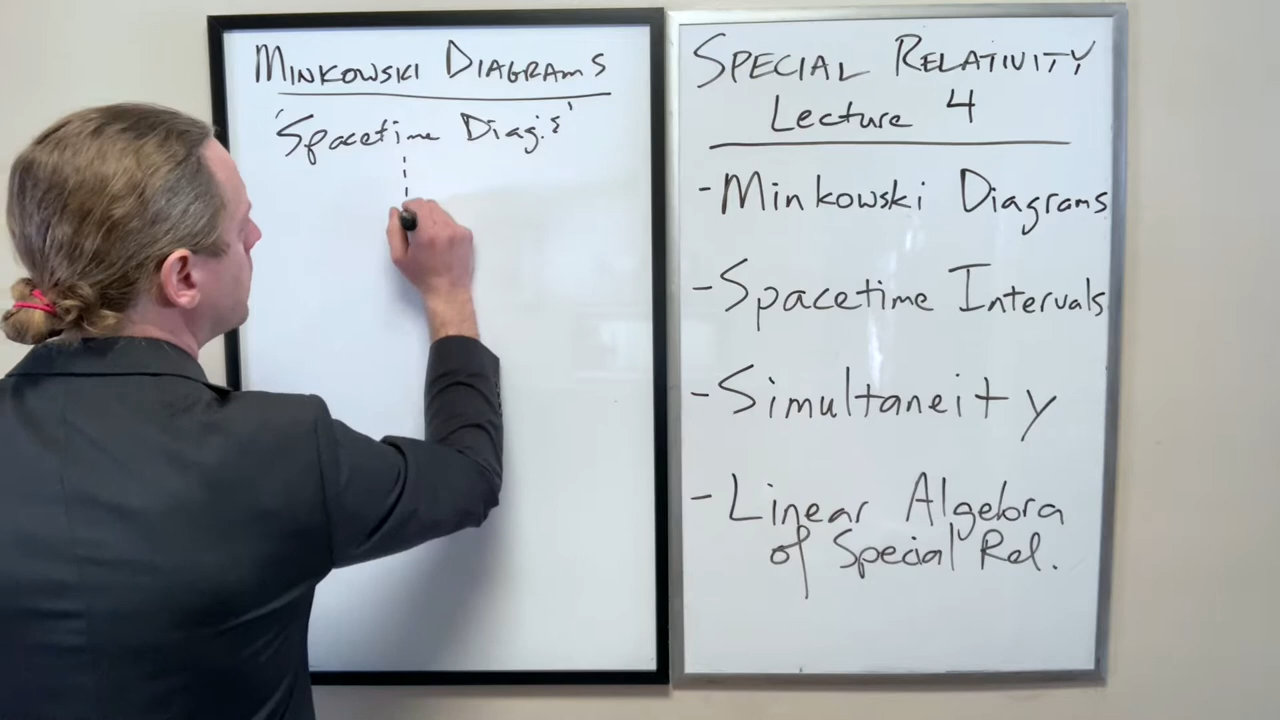 MINKOWSKI DIAGRAMS
'Spacetime Diag.s'
SPECIAL RELATIVITY
Lecture 4
-Minkowski Diagrams
-Spacetime Intervals
-Simultaneity
-Linear Algebra
of Special Rel.